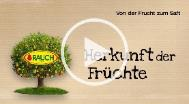 Von der Frucht zum Saft
RAUCH
Herkunft der
Früchte